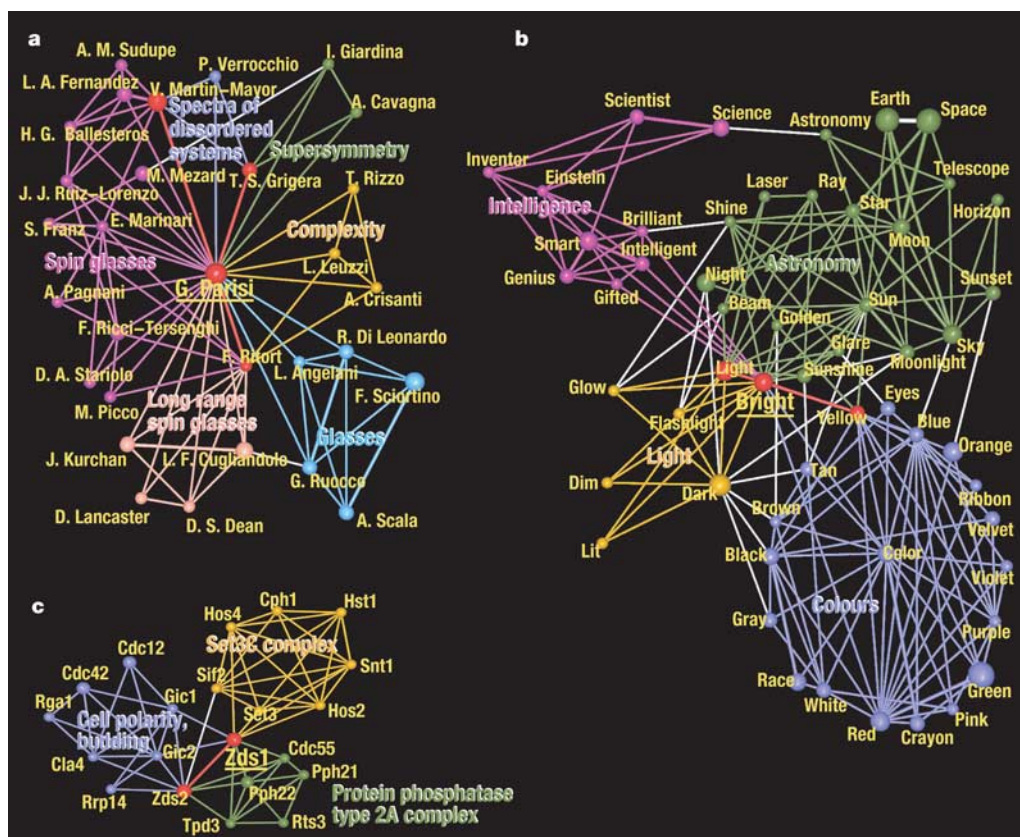 a
A. M. Sudupe
P. Verrocchio
I. Giardina
L. A. Fernandez
V. Martin–Mayor
Spectra of
dissordered
systems
A. Cavagna
H. G. Ballesteros
Supersymmetry
M. Mezard
T. S. Grigera
T. Rizzo
J. J. Ruiz–Lorenzo
E. Marinari
S. Franz
Complexity
Spin glasses
L. Leuzzi
G. Parisi
A. Pagnani
A. Crisanti
F. Ricci–Tersenghi
R. Di Leonardo
F. Ritort
L. Angelani
D. A. Stariolo
F. Sciortino
M. Picco
Long range
spin glasses
Glasses
J. Kurchan
L. F. Cugliandolo
G. Ruocco
D. Lancaster
D. S. Dean
A. Scala
b
Scientist
Science
Earth
Space
Astronomy
Inventor
Einstein
Telescope
Laser
Ray
Intelligence
Star
Horizon
Brilliant
Shine
Smart
Intelligent
Moon
Astronomy
Genius
Gifted
Night
Sun
Sunset
Beam
Golden
Glare
Sky
Moonlight
Light
Sunshine
Glow
Bright
Eyes
Flashlight
Yellow
Blue
Orange
Light
Tan
Dim
Dark
Ribbon
Brown
Velvet
Lit
Black
Color
Violet
Colours
Gray
Purple
Race
White
Green
Red
Pink
Crayon
c
Cph1
Hst1
Hos4
Set3C complex
Cdc12
Sif2
Snt1
Cdc42
Gic1
Rga1
Set3
Hos2
Cell polarity,
budding
Gic2
Zds1
Cdc55
Cla4
Pph21
Pph22
Rrp14
Zds2
Protein phosphatase
type 2A complex
Tpd3
Rts3